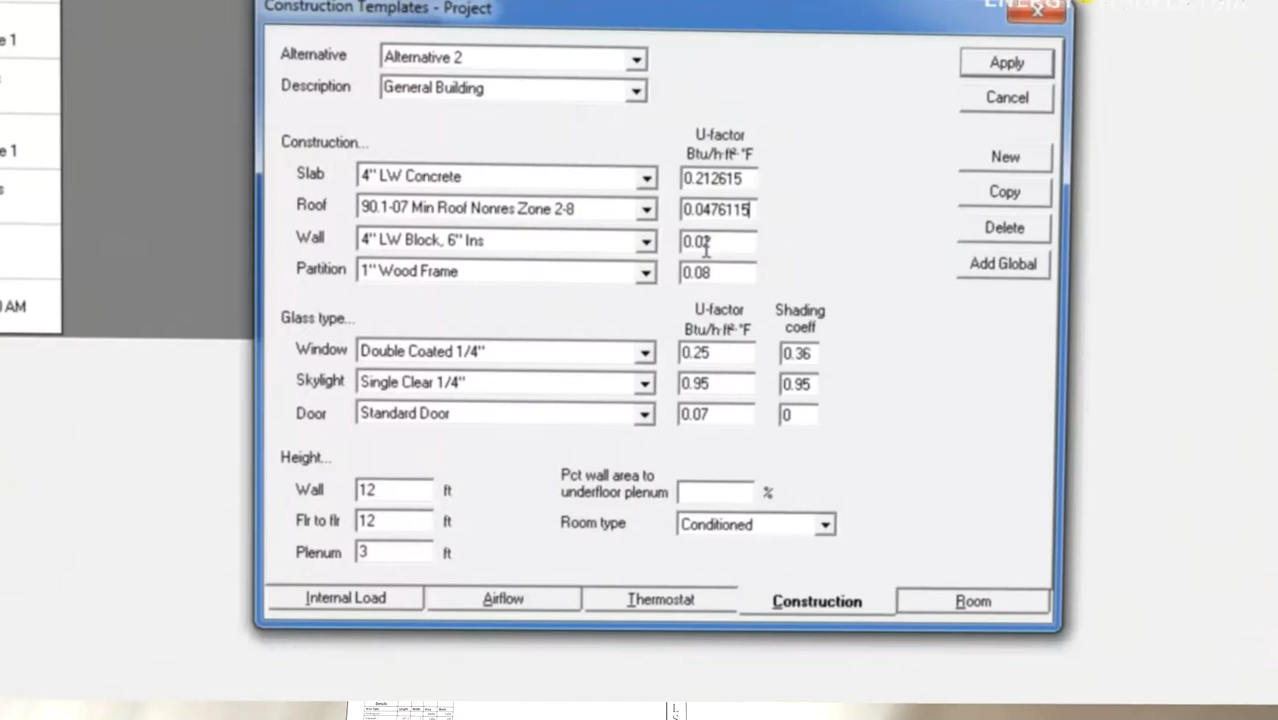 Construction Templates - Project
Alternative Alternative 2 Apply
Description General Building Cancel
Construction... U-factor
Btu/h·ft²·°F New
Slab 4" LW Concrete 0.212615
Roof 90.1-07 Min Roof Nonres Zone 2-8 0.0476115 Copy
Wall 4" LW Block, 6" Ins 0.02 Delete
Partition 1" Wood Frame 0.08 Add Global
Glass type... U-factor Shading
Btu/h·ft²·°F coeff
Window Double Coated 1/4" 0.25 0.36
Skylight Single Clear 1/4" 0.95 0.95
Door Standard Door 0.07 0
Height...
Wall 12 ft Pct wall area to
underfloor plenum %
Flr to flr 12 ft Room type Conditioned
Plenum 3 ft
Internal Load Airflow Thermostat Construction Room
e 1
e 1
AM